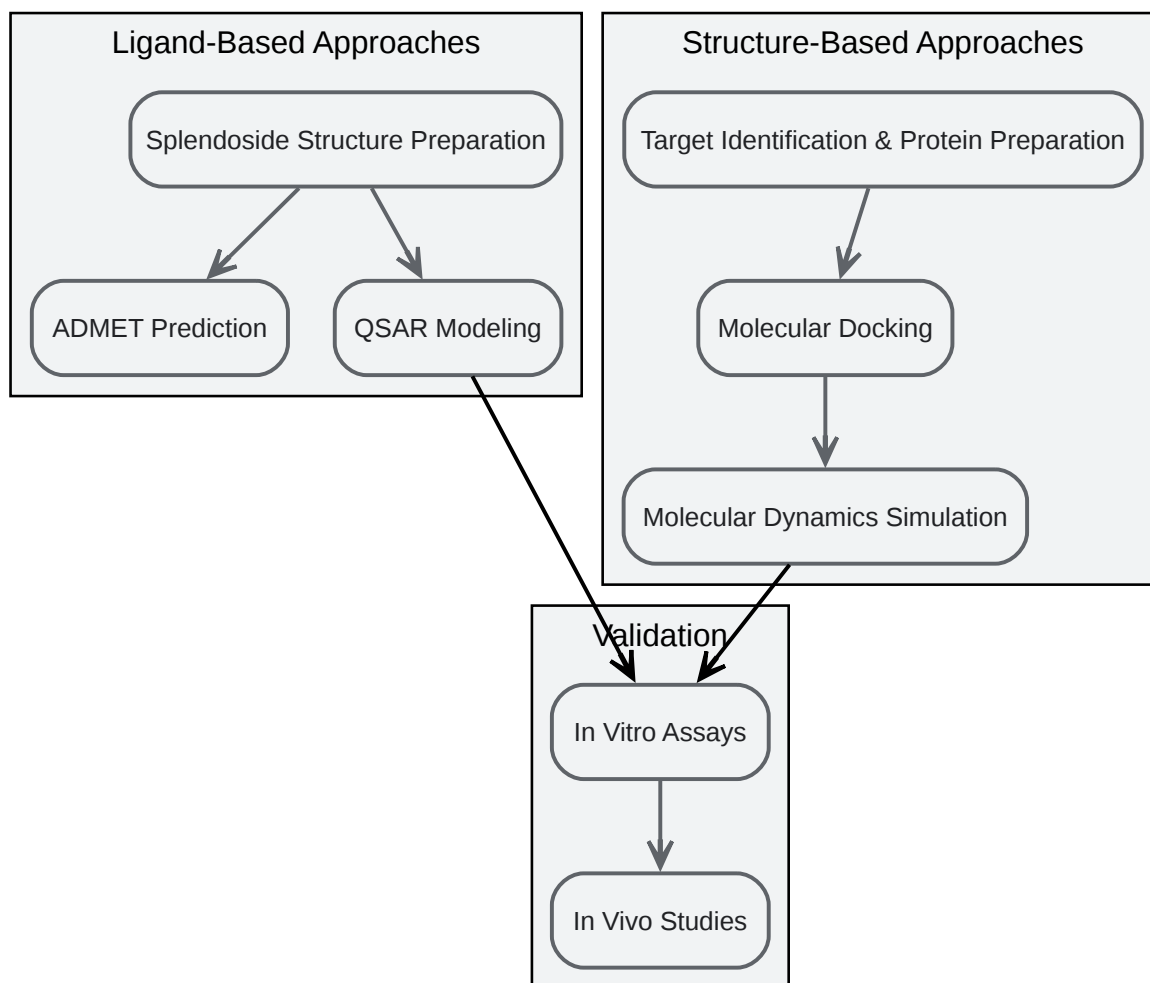 Ligand-Based Approaches
Splendoside Structure Preparation
ADMET Prediction
QSAR Modeling
Structure-Based Approaches
Target Identification & Protein Preparation
Molecular Docking
Molecular Dynamics Simulation
Validation
In Vitro Assays
In Vivo Studies